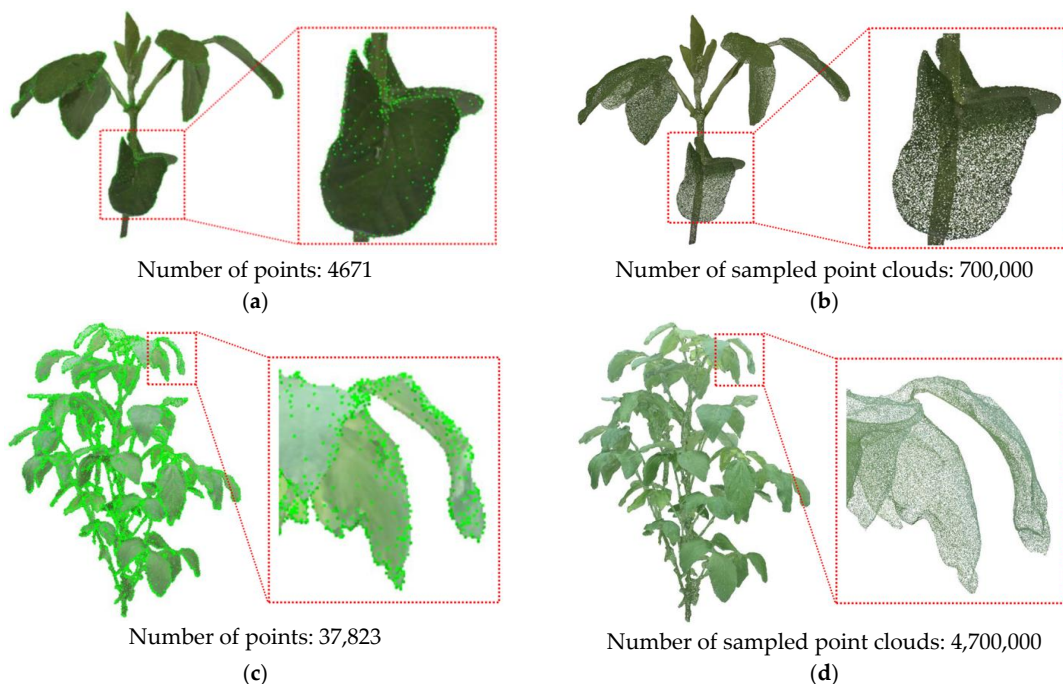 Number of points: 4671
(a)
Number of sampled point clouds: 700,000
(b)
Number of points: 37,823
(c)
Number of sampled point clouds: 4,700,000
(d)